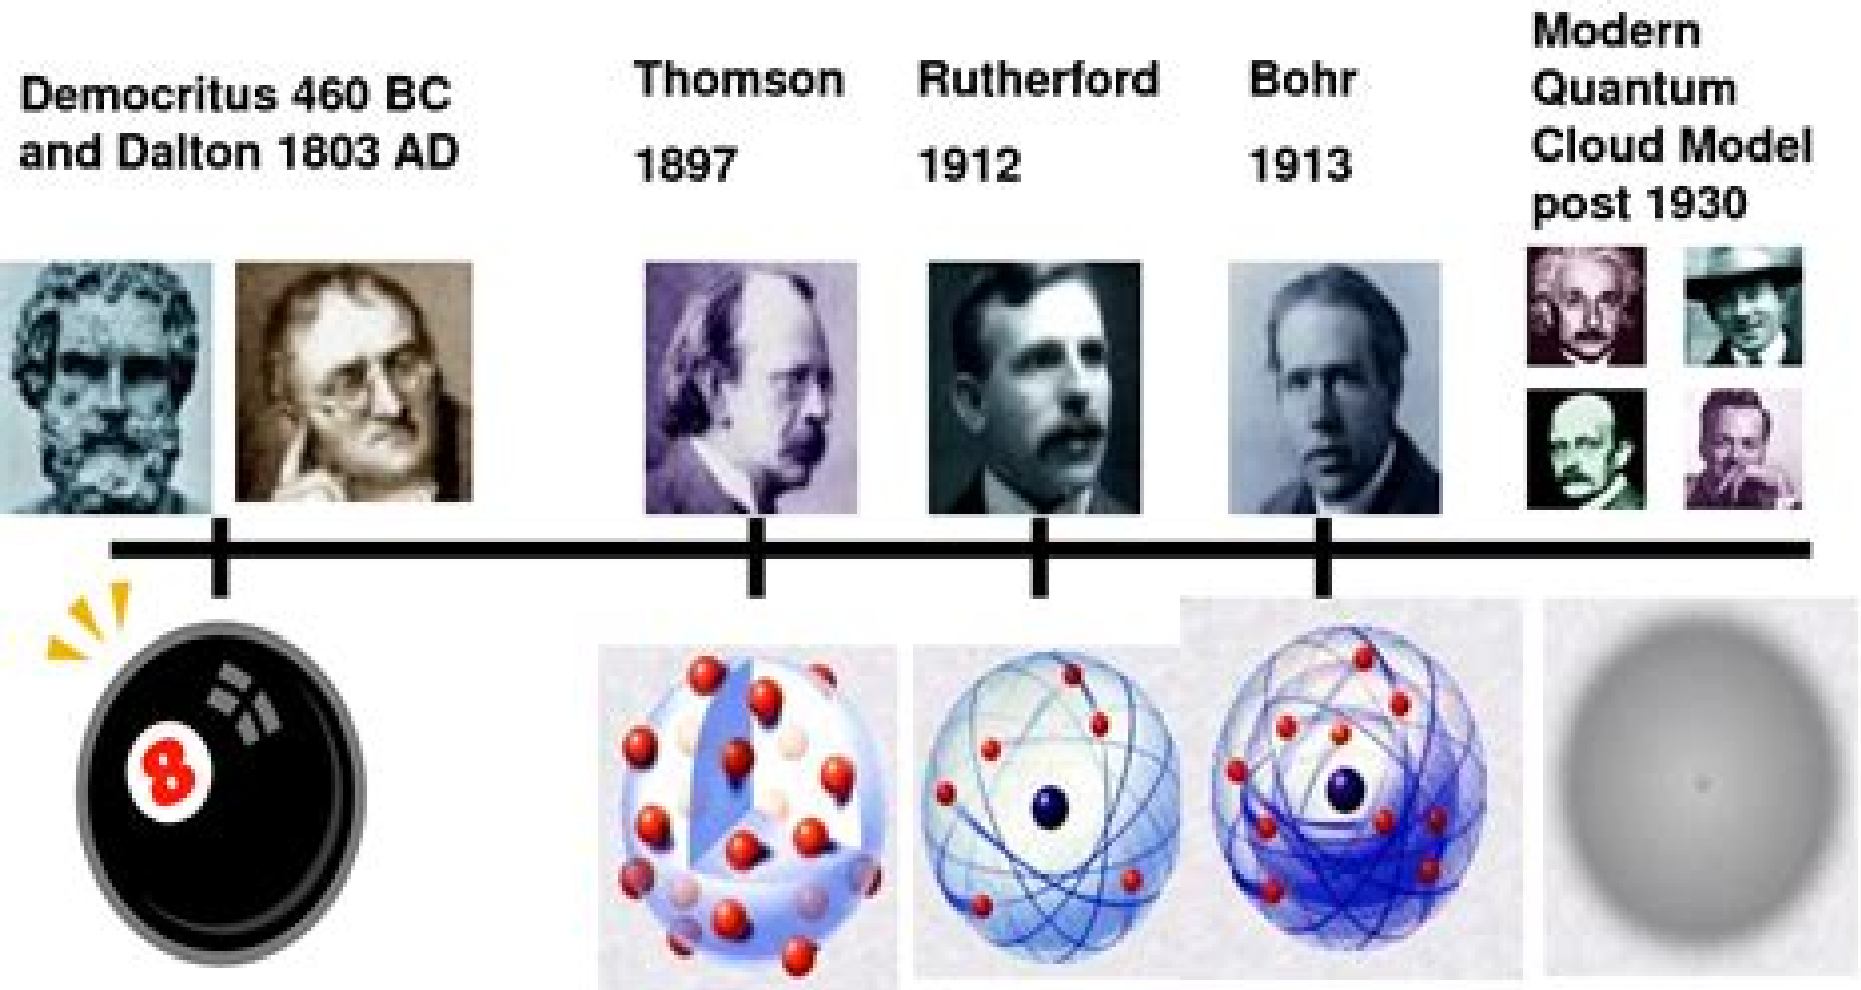 Democritus 460 BC
and Dalton 1803 AD
Thomson
1897
Rutherford
1912
Bohr
1913
Modern
Quantum
Cloud Model
post 1930
8